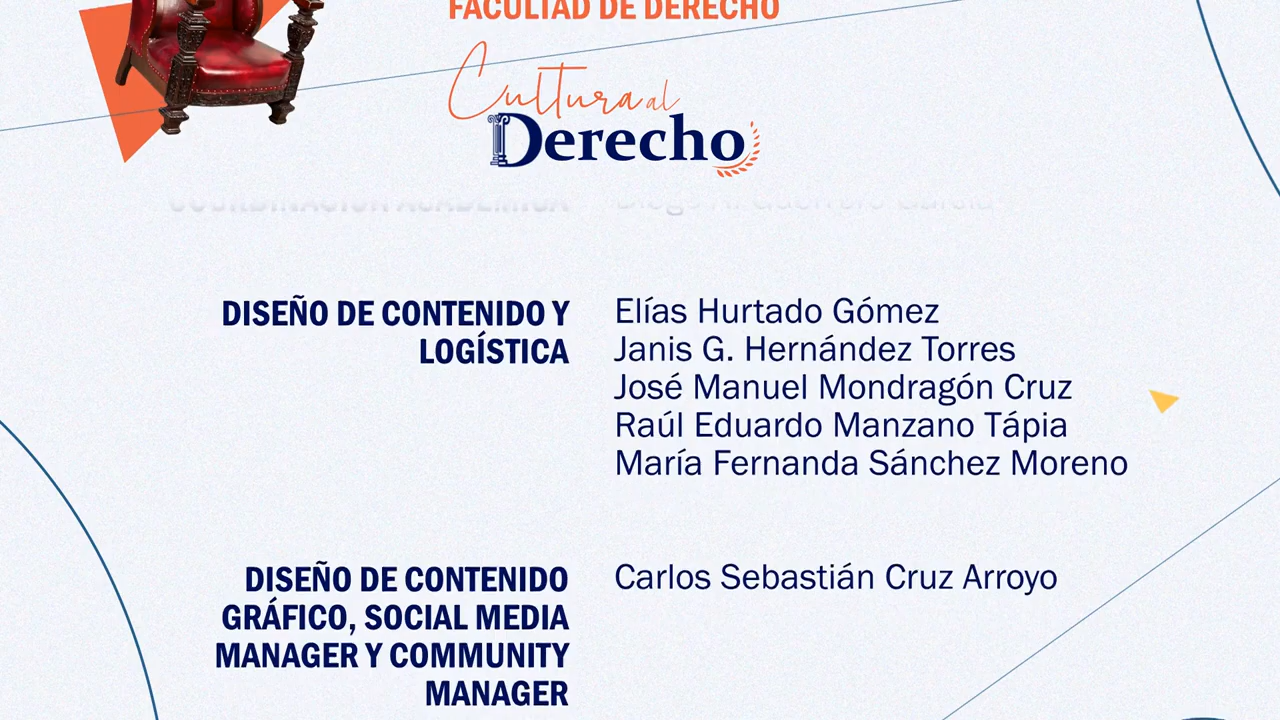 FACULTAD DE DERECHO
Cultura al
Derecho
DISEÑO DE CONTENIDO Y
LOGÍSTICA
Elías Hurtado Gómez
Janis G. Hernández Torres
José Manuel Mondragón Cruz
Raúl Eduardo Manzano Tápia
María Fernanda Sánchez Moreno
DISEÑO DE CONTENIDO
GRÁFICO, SOCIAL MEDIA
MANAGER Y COMMUNITY
MANAGER
Carlos Sebastián Cruz Arroyo